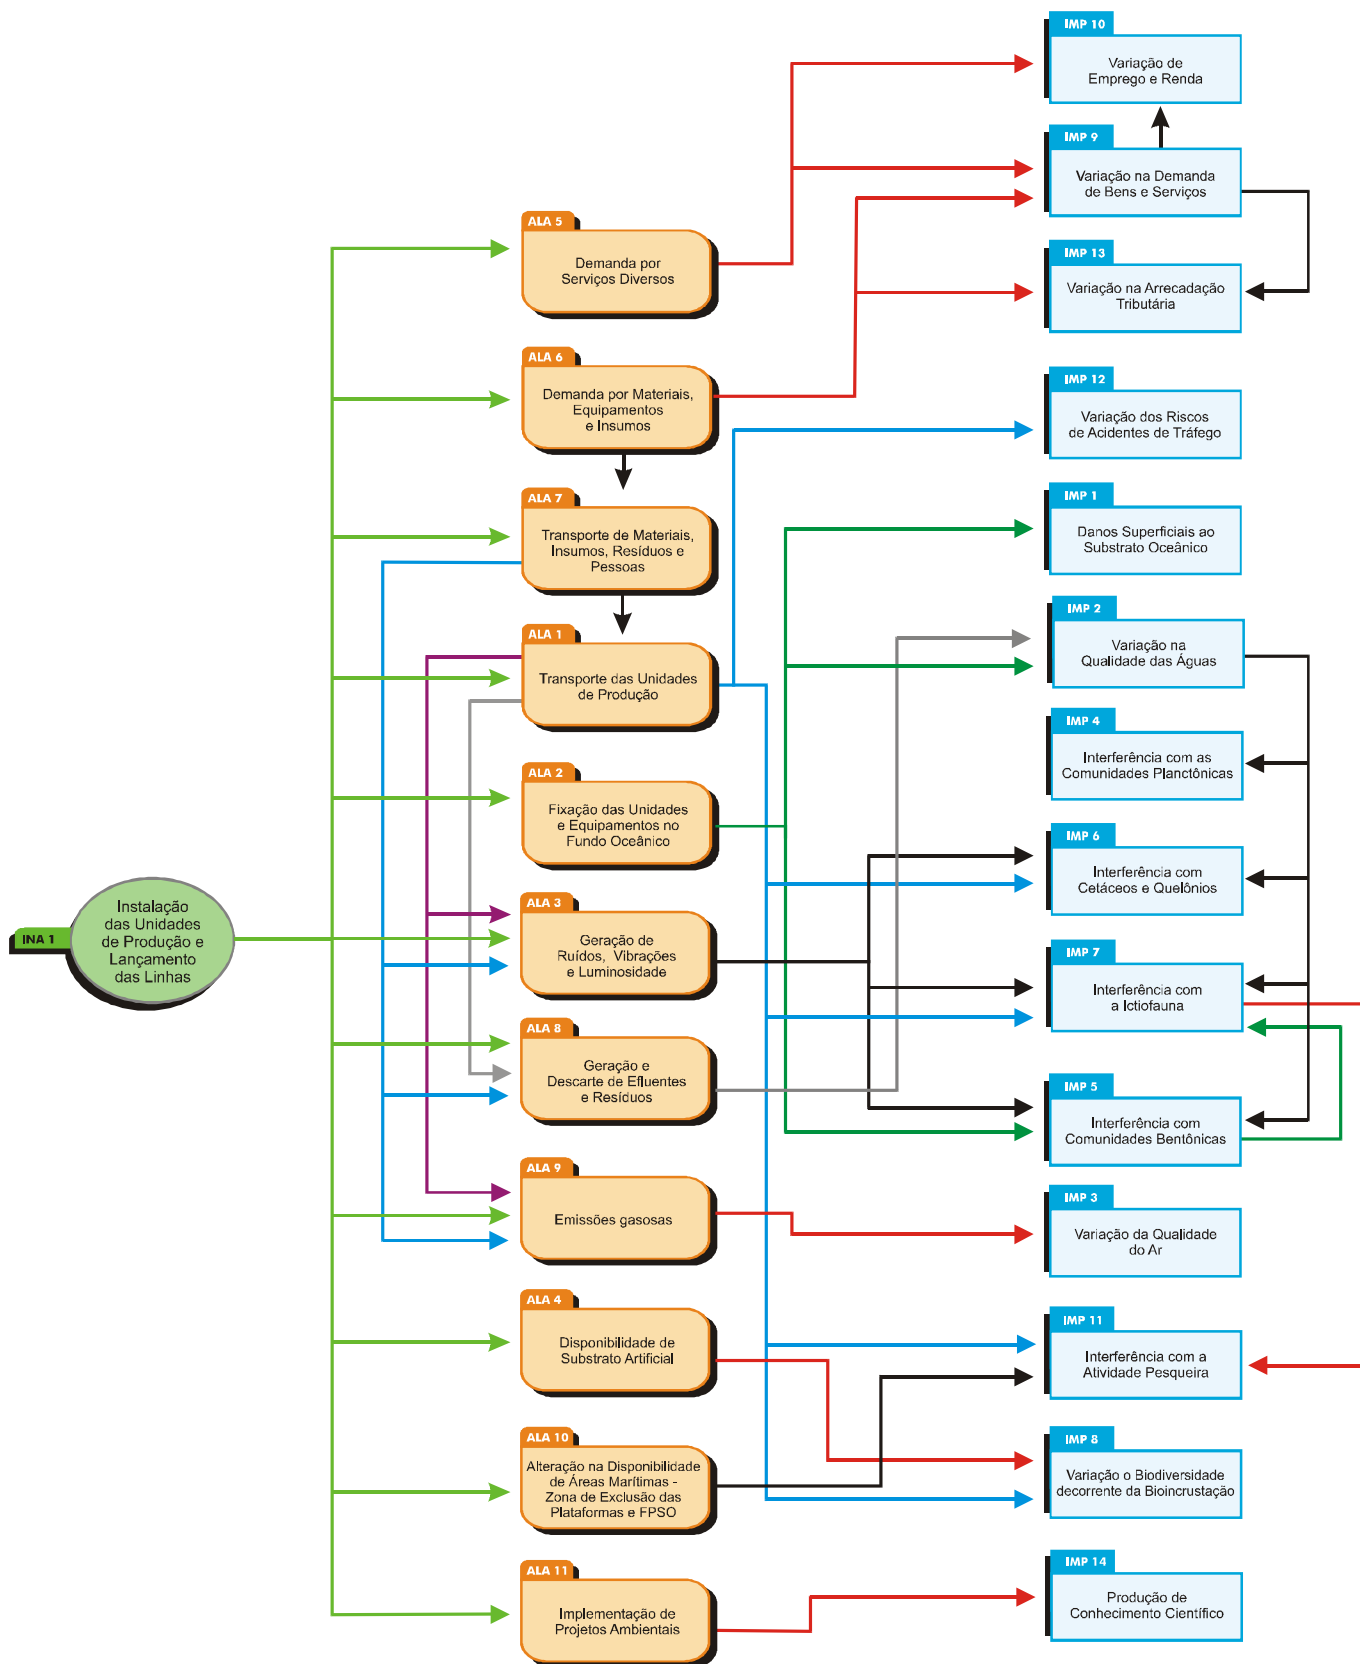 INA 1
Instalação
das Unidades
de Produção e
Lançamento
das Linhas
ALA 5
Demanda por
Serviços Diversos
ALA 6
Demanda por Materiais,
Equipamentos
e Insumos
ALA 7
Transporte de Materiais,
Insumos, Resíduos e
Pessoas
ALA 1
Transporte das Unidades
de Produção
ALA 2
Fixação das Unidades
e Equipamentos no
Fundo Oceânico
ALA 3
Geração de
Ruídos, Vibrações
e Luminosidade
ALA 8
Geração e
Descarte de Efluentes
e Resíduos
ALA 9
Emissões gasosas
ALA 4
Disponibilidade de
Substrato Artificial
ALA 10
Alteração na Disponibilidade
de Áreas Marítimas -
Zona de Exclusão das
Plataformas e FPSO
ALA 11
Implementação de
Projetos Ambientais
IMP 10
Variação de
Emprego e Renda
IMP 9
Variação na Demanda
de Bens e Serviços
IMP 13
Variação na Arrecadação
Tributária
IMP 12
Variação dos Riscos
de Acidentes de Tráfego
IMP 1
Danos Superficiais ao
Substrato Oceânico
IMP 2
Variação na
Qualidade das Águas
IMP 4
Interferência com as
Comunidades Planctônicas
IMP 6
Interferência com
Cetáceos e Quelônios
IMP 7
Interferência com
a Ictiofauna
IMP 5
Interferência com
Comunidades Bentônicas
IMP 3
Variação da Qualidade
do Ar
IMP 11
Interferência com a
Atividade Pesqueira
IMP 8
Variação o Biodiversidade
decorrente da Bioincrustação
IMP 14
Produção de
Conhecimento Científico